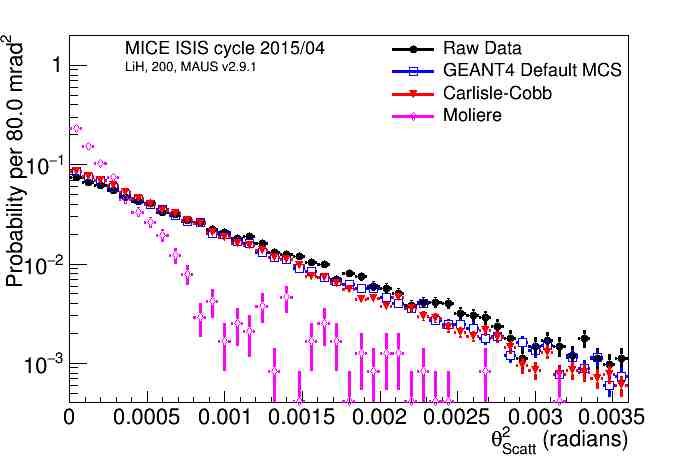 MICE ISIS cycle 2015/04
LiH, 200, MAUS v2.9.1
Raw Data
GEANT4 Default MCS
Carlisle-Cobb
Moliere
Probability per 80.0 mrad²
1
10⁻¹
10⁻²
10⁻³
0 0.0005 0.001 0.0015 0.002 0.0025 0.003 0.0035
θ²Scatt (radians)